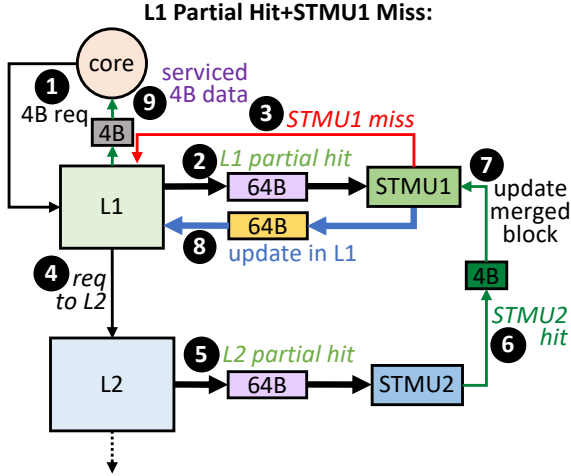 L1 Partial Hit+STMU1 Miss:
core
1
4B req
9
serviced
4B data
4B
3
STMU1 miss
2
L1 partial hit
7
L1
64B
STMU1
update
merged
block
64B
8
update in L1
4
req
to L2
4B
STMU2
hit
6
5
L2 partial hit
L2
64B
STMU2